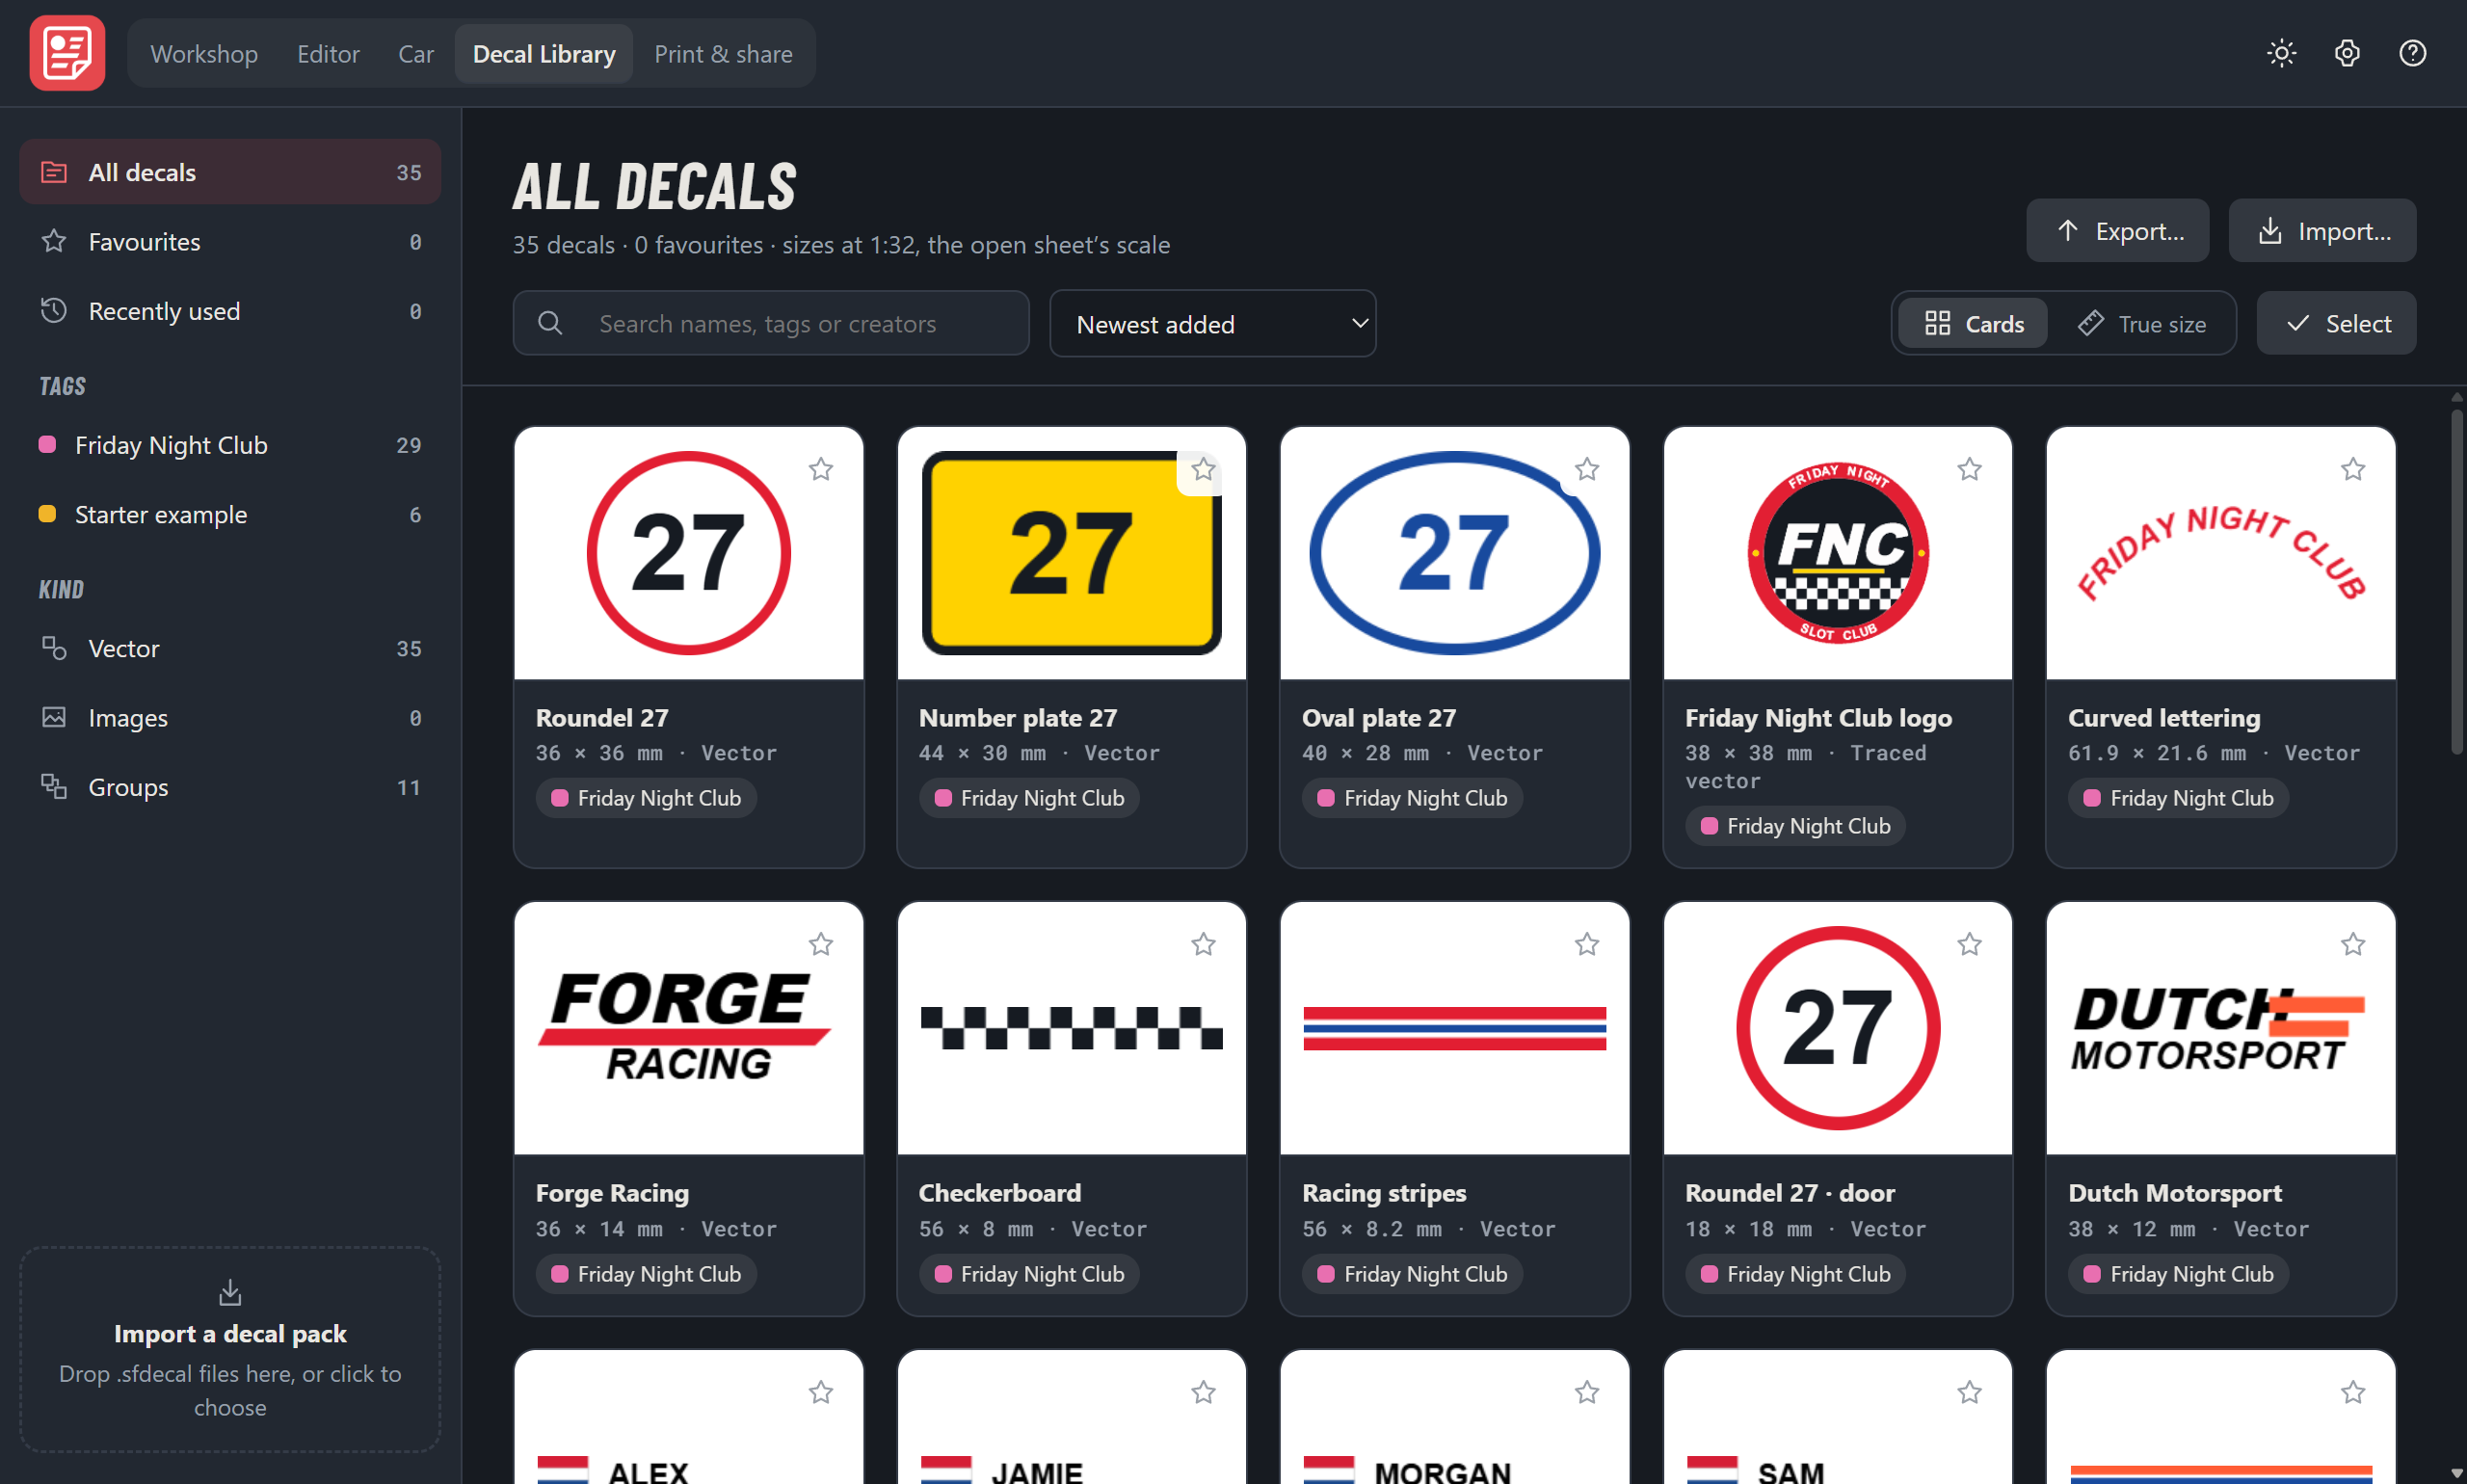 Workshop
Editor
Car
Decal Library
Print & share
All decals 35
Favourites 0
Recently used 0
TAGS
Friday Night Club 29
Starter example 6
KIND
Vector 35
Images 0
Groups 11
Import a decal pack
Drop .sfdecal files here, or click to
choose
ALL DECALS
35 decals · 0 favourites · sizes at 1:32, the open sheet’s scale
Export...
Import...
Search names, tags or creators
Newest added
Cards
True size
Select
27
Roundel 27
36 × 36 mm · Vector
Friday Night Club
27
Number plate 27
44 × 30 mm · Vector
Friday Night Club
27
Oval plate 27
40 × 28 mm · Vector
Friday Night Club
FRIDAY NIGHT
FNC
SLOT CLUB
Friday Night Club logo
38 × 38 mm · Traced
vector
Friday Night Club
FRIDAY NIGHT CLUB
Curved lettering
61.9 × 21.6 mm · Vector
Friday Night Club
FORGE
RACING
Forge Racing
36 × 14 mm · Vector
Friday Night Club
Checkerboard
56 × 8 mm · Vector
Friday Night Club
Racing stripes
56 × 8.2 mm · Vector
Friday Night Club
27
Roundel 27 · door
18 × 18 mm · Vector
Friday Night Club
DUTCH
MOTORSPORT
Dutch Motorsport
38 × 12 mm · Vector
Friday Night Club
ALEX
JAMIE
MORGAN
SAM